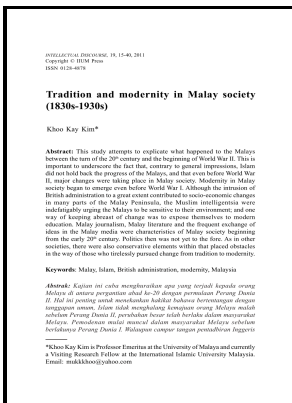 INTELLECTUAL DISCOURSE, 19, 15-40, 2011
Copyright © IIUM Press
ISSN 0128-4878
Tradition and modernity in Malay society
(1830s-1930s)
Khoo Kay Kim*
Abstract: This study attempts to explicate what happened to the Malays
between the turn of the 20th century and the beginning of World War II. This is
important to underscore the fact that, contrary to general impressions, Islam
did not hold back the progress of the Malays, and that even before World War
II, major changes were taking place in Malay society. Modernity in Malay
society began to emerge even before World War I. Although the intrusion of
British administration to a great extent contributed to socio-economic changes
in many parts of the Malay Peninsula, the Muslim intelligentsia were
indefatigably urging the Malays to be sensitive to their environment; and one
way of keeping abreast of change was to expose themselves to modern
education. Malay journalism, Malay literature and the frequent exchange of
ideas in the Malay media were characteristics of Malay society beginning
from the early 20th century. Politics then was not yet to the fore. As in other
societies, there were also conservative elements within that placed obstacles
in the way of those who tirelessly pursued change from tradition to modernity.
Keywords: Malay, Islam, British administration, modernity, Malaysia
Abstrak: Kajian ini cuba menghuraikan apa yang terjadi kepada orang
Melayu di antara pergantian abad ke-20 dengan permulaan Perang Dunia
II. Hal ini penting untuk menekankan hakikat bahawa bertentangan dengan
tanggapan umum, Islam tidak menghalang kemajuan orang Melayu malah
sebelum Perang Dunia II, perubahan besar telah berlaku dalam masyarakat
Melayu. Pemodenan mulai muncul dalam masyarakat Melayu sebelum
berlakunya Perang Dunia I. Walaupun campur tangan pentadbiran Inggeris
*Khoo Kay Kim is Professor Emeritus at the University of Malaya and currently
a Visiting Research Fellow at the International Islamic University Malaysia.
Email: makkkhoo@yahoo.com